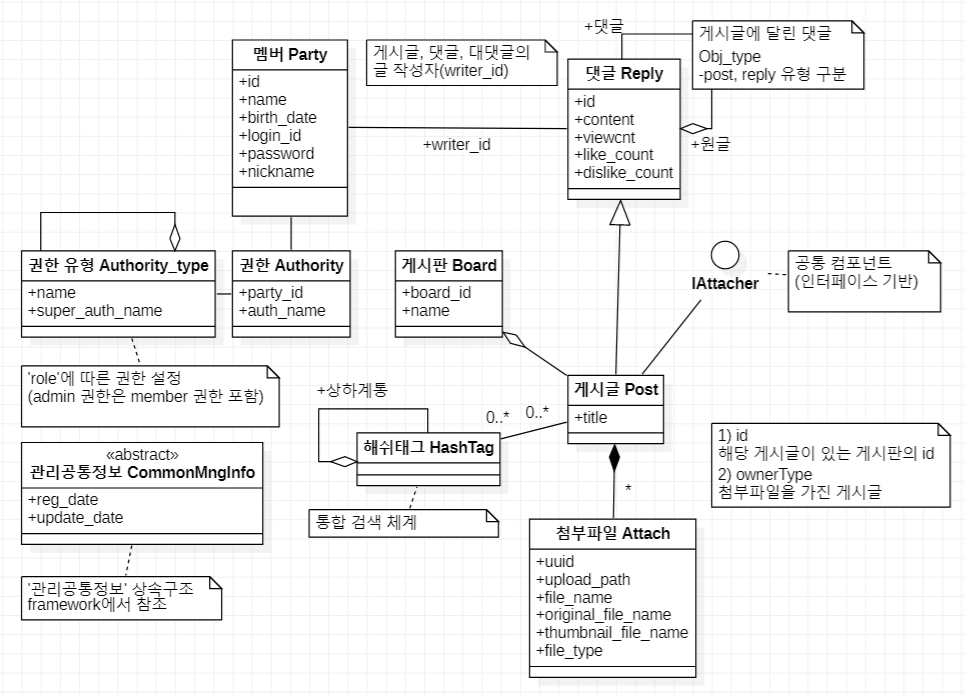 멤버 Party
+id
+name
+birth_date
+login_id
+password
+nickname
게시글, 댓글, 대댓글의
글 작성자(writer_id)
+댓글
댓글 Reply
+id
+content
+viewcnt
+like_count
+dislike_count
게시글에 달린 댓글
Obj_type
-post, reply 유형 구분
+writer_id
+원글
권한 유형 Authority_type
+name
+super_auth_name
권한 Authority
+party_id
+auth_name
게시판 Board
+board_id
+name
IAttacher
공통 컴포넌트
(인터페이스 기반)
'role'에 따른 권한 설정
(admin 권한은 member 권한 포함)
+상하계통
0..*
0..*
게시글 Post
+title
해쉬태그 HashTag
통합 검색 체계
1) id
해당 게시글이 있는 게시판의 id
2) ownerType
첨부파일을 가진 게시글
«abstract»
관리공통정보 CommonMngInfo
+reg_date
+update_date
*
'관리공통정보' 상속구조
framework에서 참조
첨부파일 Attach
+uuid
+upload_path
+file_name
+original_file_name
+thumbnail_file_name
+file_type